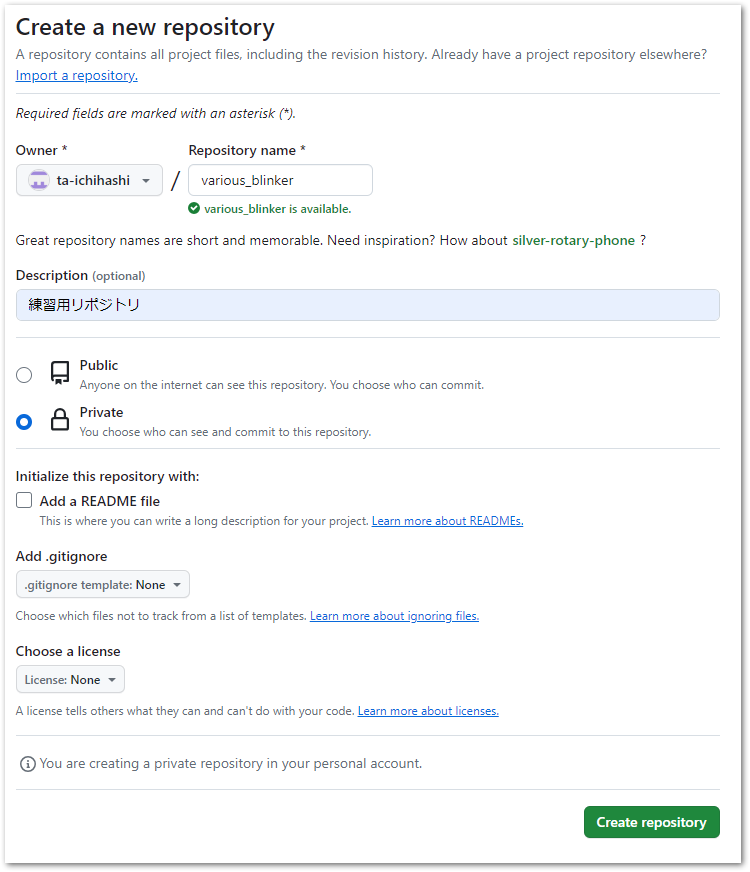 Create a new repository
A repository contains all project files, including the revision history. Already have a project repository elsewhere?
Import a repository.
Required fields are marked with an asterisk (*).
Owner * Repository name *
ta-ichihashi / various_blinker
various_blinker is available.
Great repository names are short and memorable. Need inspiration? How about silver-rotary-phone ?
Description (optional)
練習用リポジトリ
Public
Anyone on the internet can see this repository. You choose who can commit.
Private
You choose who can see and commit to this repository.
Initialize this repository with:
Add a README file
This is where you can write a long description for your project. Learn more about READMEs.
Add .gitignore
.gitignore template: None
Choose which files not to track from a list of templates. Learn more about ignoring files.
Choose a license
License: None
A license tells others what they can and can't do with your code. Learn more about licenses.
You are creating a private repository in your personal account.
Create repository